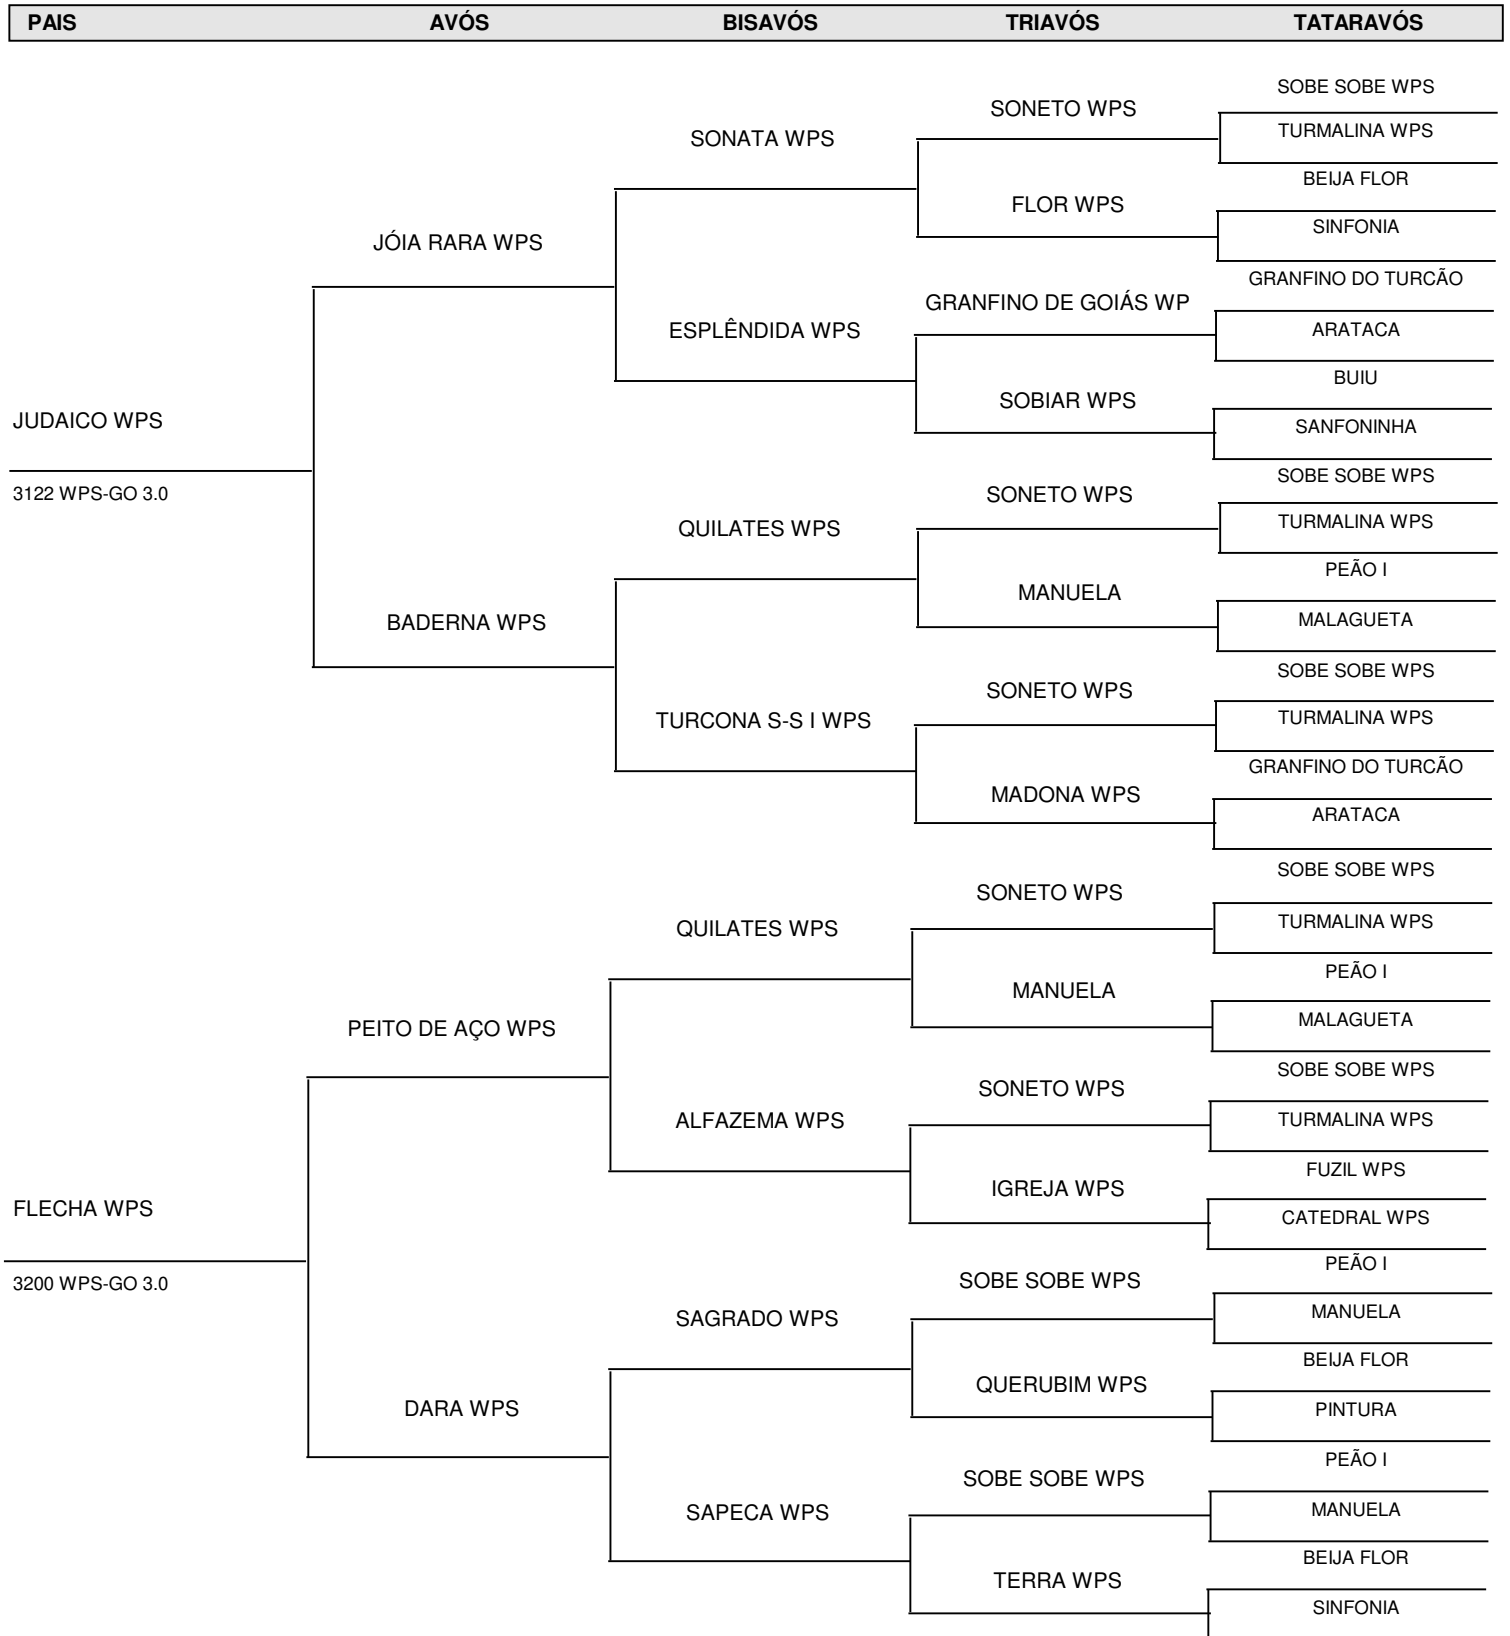 PAIS AVÓS BISAVÓS TRIAVÓS TATARAVÓS
SOBE SOBE WPS
SONETO WPS
TURMALINA WPS
SONATA WPS
BEIJA FLOR
FLOR WPS
SINFONIA
JÓIA RARA WPS
GRANFINO DO TURCÃO
GRANFINO DE GOIÁS WP
ARATACA
ESPLÊNDIDA WPS
BUIU
SOBIAR WPS
SANFONINHA
JUDAICO WPS
3122 WPS-GO 3.0
SOBE SOBE WPS
SONETO WPS
TURMALINA WPS
QUILATES WPS
PEÃO I
MANUELA
MALAGUETA
BADERNA WPS
SOBE SOBE WPS
SONETO WPS
TURMALINA WPS
TURCONA S-S I WPS
GRANFINO DO TURCÃO
MADONA WPS
ARATACA
SOBE SOBE WPS
SONETO WPS
TURMALINA WPS
QUILATES WPS
PEÃO I
MANUELA
MALAGUETA
PEITO DE AÇO WPS
SOBE SOBE WPS
SONETO WPS
TURMALINA WPS
ALFAZEMA WPS
FUZIL WPS
IGREJA WPS
CATEDRAL WPS
FLECHA WPS
3200 WPS-GO 3.0
PEÃO I
SOBE SOBE WPS
MANUELA
SAGRADO WPS
BEIJA FLOR
QUERUBIM WPS
PINTURA
DARA WPS
PEÃO I
SOBE SOBE WPS
MANUELA
SAPECA WPS
BEIJA FLOR
TERRA WPS
SINFONIA